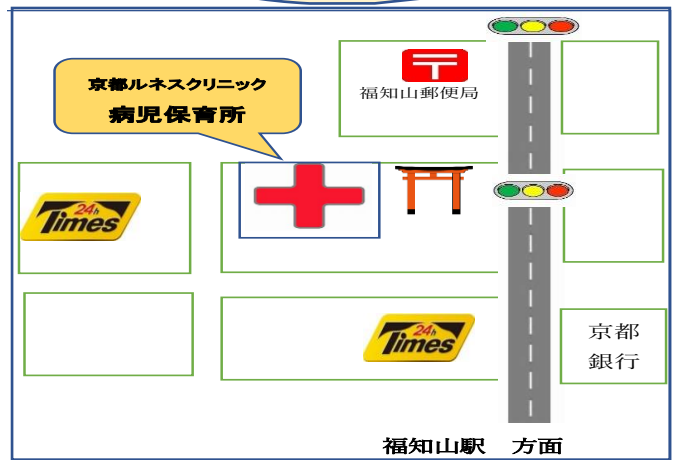 福知山郵便局
京都ルネスクリニック
病児保育所
24h
Times
24h
Times
京都
銀行
福知山駅 方面